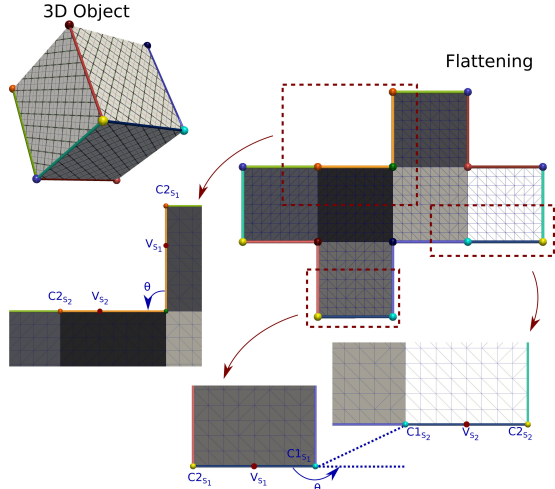 3D Object
Flattening
C2S1
VS1
θ
C2S2
VS2
C1S1
C2S1
VS1
θ
C1S2
VS2
C2S2